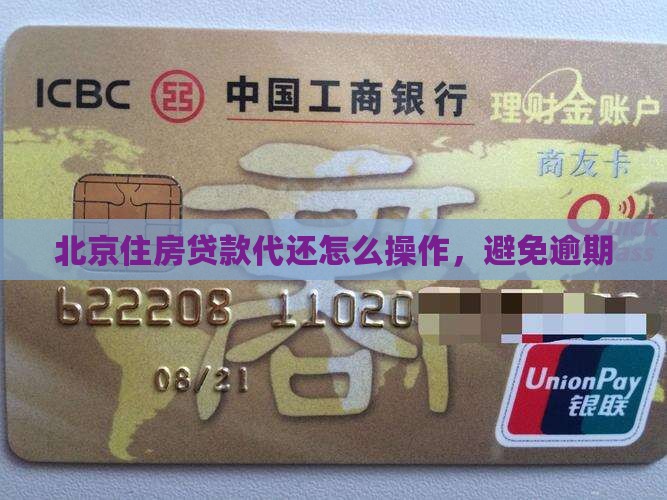 ICBC 中国工商银行 理财金账户
商友卡
Quick Pass
北京住房贷款代还怎么操作，避免逾期
622208 11020
08/21
UnionPay
银联